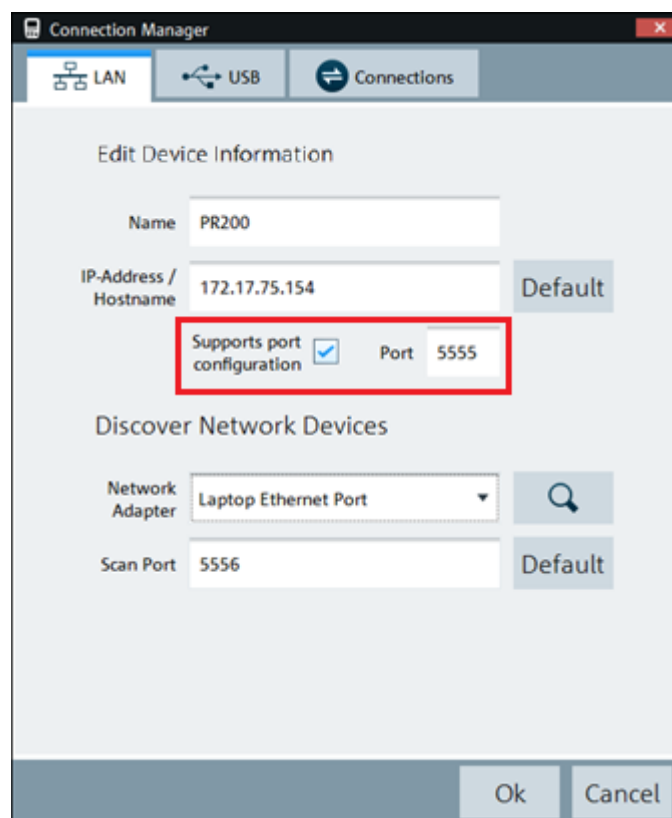 Connection Manager
LAN
USB
Connections
Edit Device Information
Name
PR200
IP-Address /
Hostname
172.17.75.154
Default
Supports port
configuration
Port
5555
Discover Network Devices
Network
Adapter
Laptop Ethernet Port
Scan Port
5556
Default
Ok
Cancel